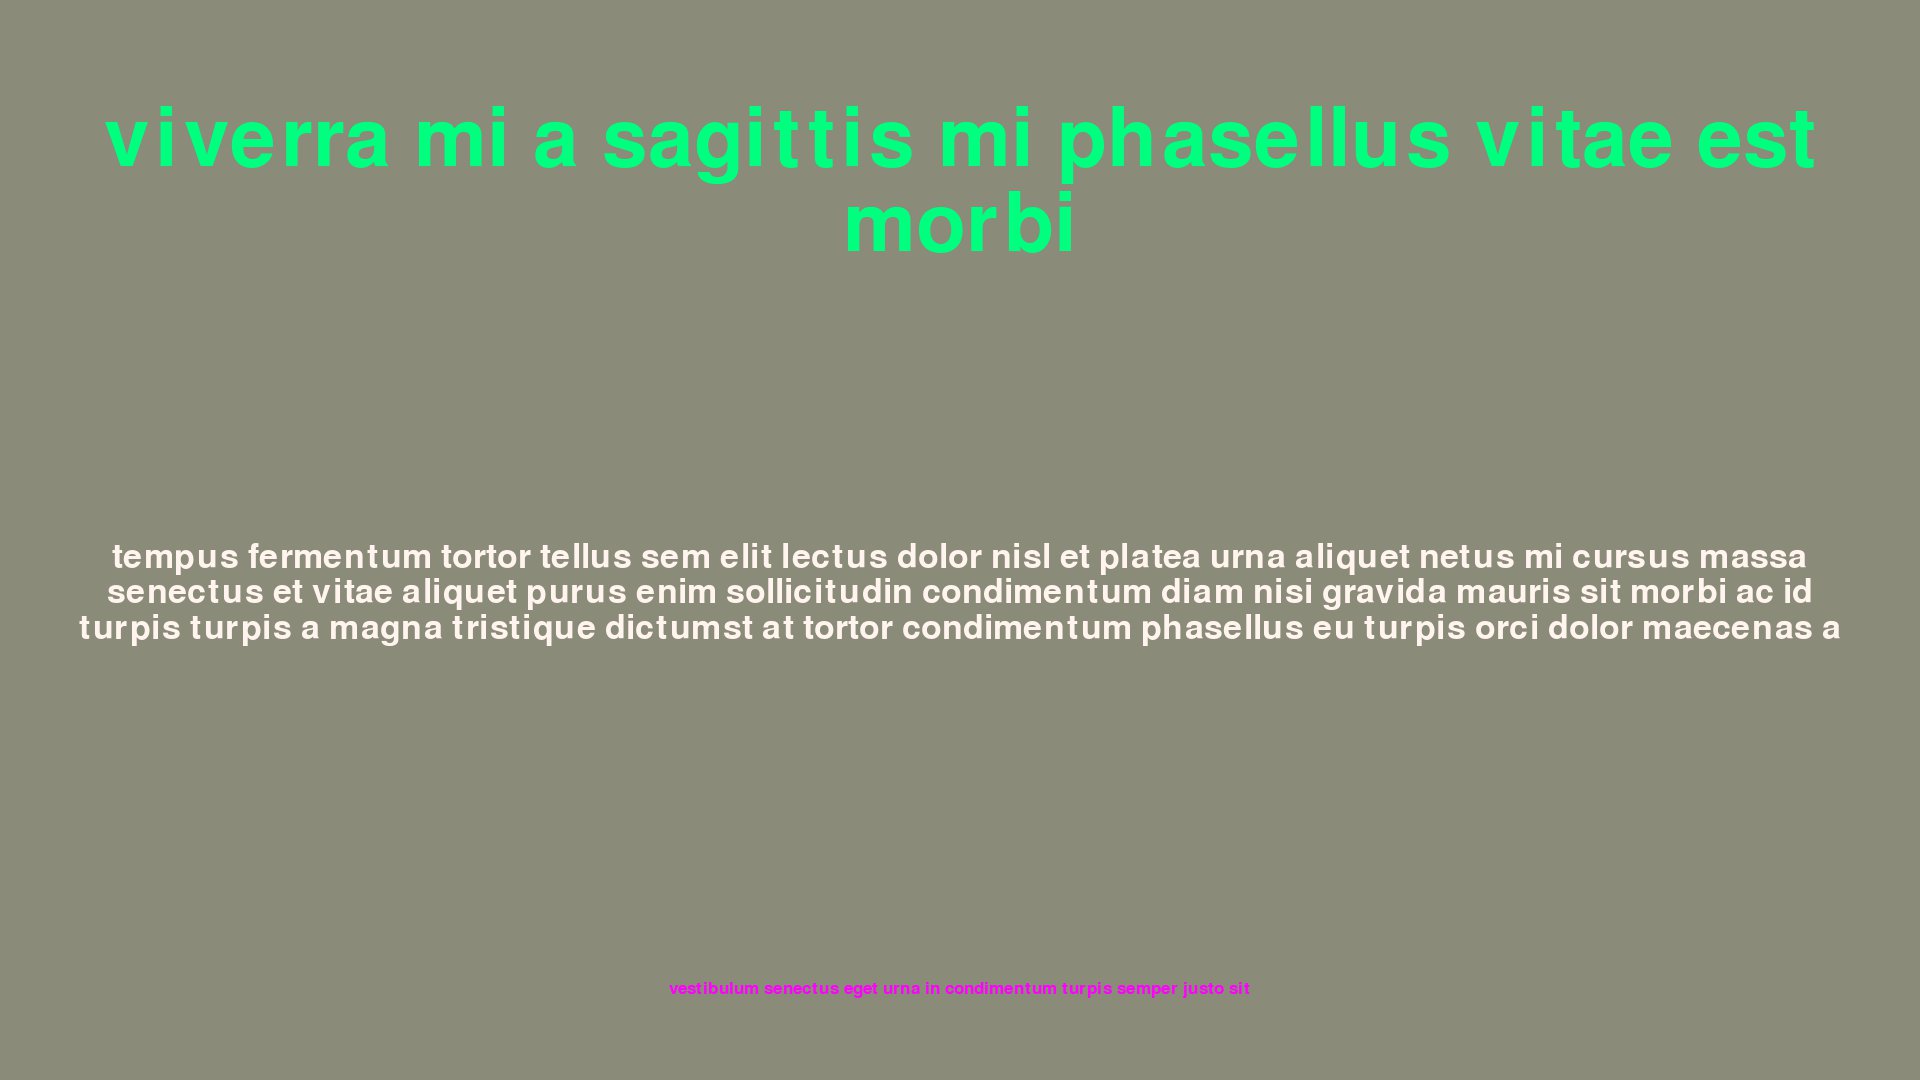 viverra mi a sagittis mi phasellus vitae est
morbi
tempus fermentum tortor tellus sem elit lectus dolor nisl et platea urna aliquet netus mi cursus massa
senectus et vitae aliquet purus enim sollicitudin condimentum diam nisi gravida mauris sit morbi ac id
turpis turpis a magna tristique dictumst at tortor condimentum phasellus eu turpis orci dolor maecenas a
vestibulum senectus eget urna in condimentum turpis semper justo sit